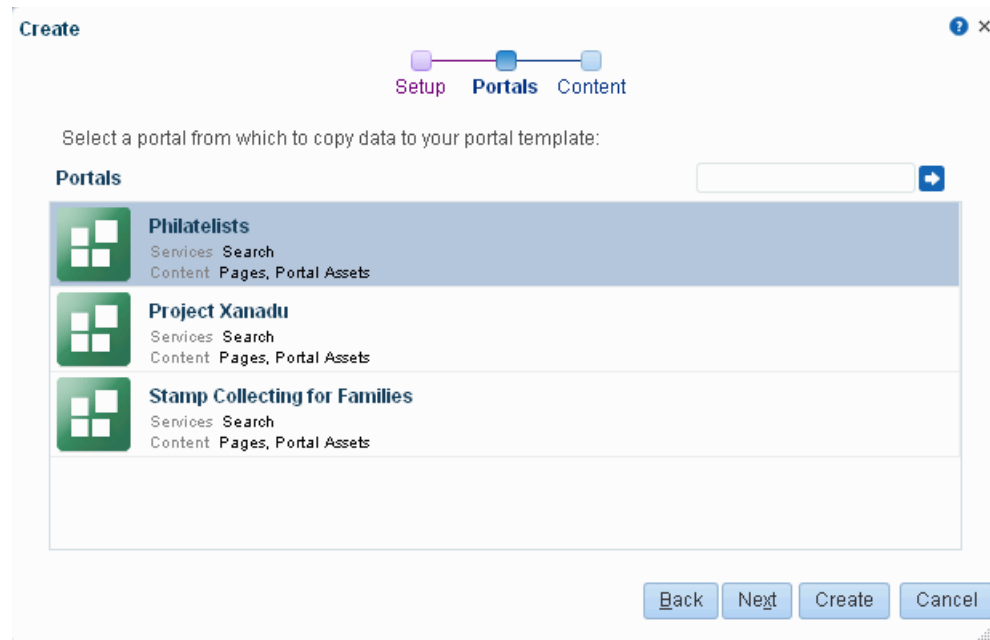 Create
Setup Portals Content
Select a portal from which to copy data to your portal template:
Portals
Philatelists
Services Search
Content Pages, Portal Assets
Project Xanadu
Services Search
Content Pages, Portal Assets
Stamp Collecting for Families
Services Search
Content Pages, Portal Assets
Back Next Create Cancel